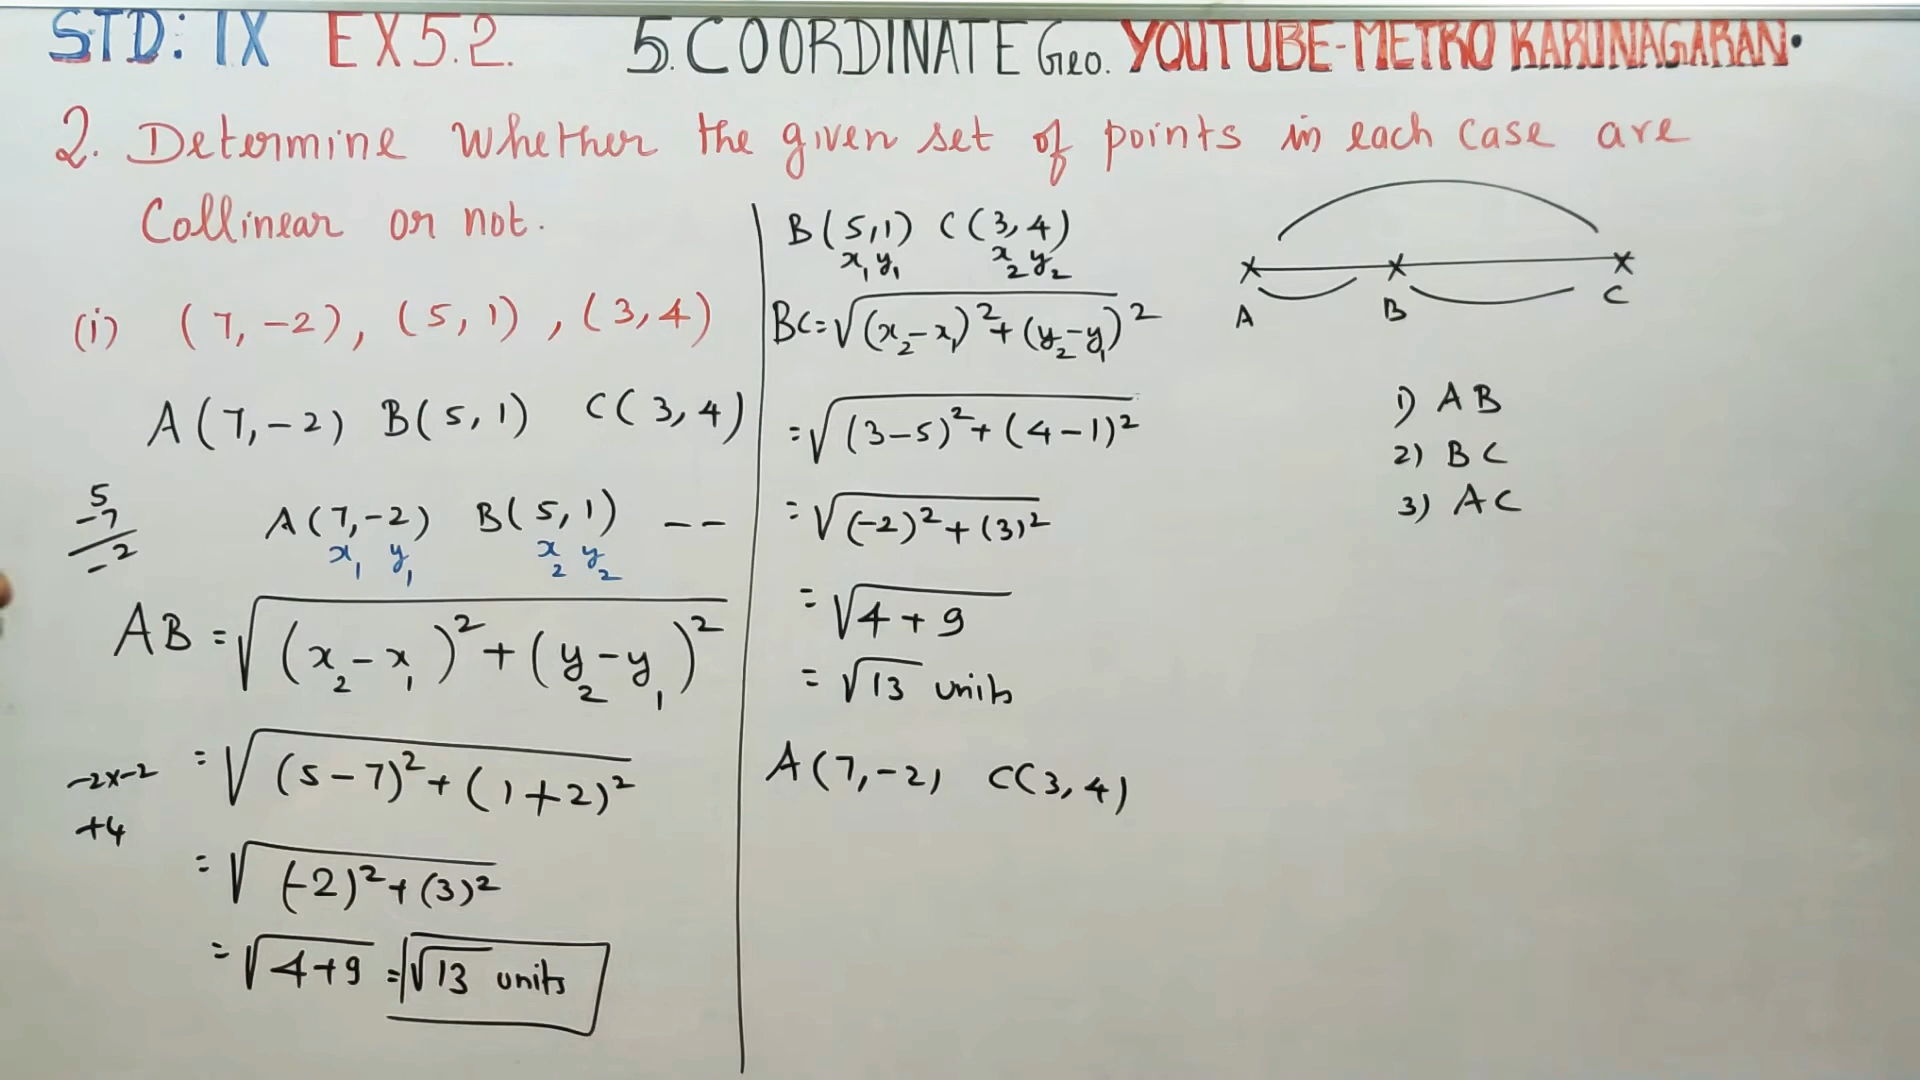 STD: IX EX 5.2. 5. COORDINATE Geo. YOUTUBE-METRO KARUNAGARAN.
2. Determine whether the given set of points in each case are
Collinear or not.
(i) (7,-2), (5,1), (3,4)
A(7,-2) B(5,1) C(3,4)
5
-7
-2
A(7,-2) B(5,1) --
x₁ y₁ x₂ y₂
AB = √(x₂-x₁)²+(y₂-y₁)²
= √(5-7)²+(1+2)²
-2x-2
+4
= √(-2)²+(3)²
= √4+9 = √13 units
B(5,1) C(3,4)
x₁ y₁ x₂ y₂
BC = √(x₂-x₁)²+(y₂-y₁)²
= √(3-5)²+(4-1)²
= √(-2)²+(3)²
= √4+9
= √13 units
A(7,-2) C(3,4)
A B C
1) AB
2) BC
3) AC